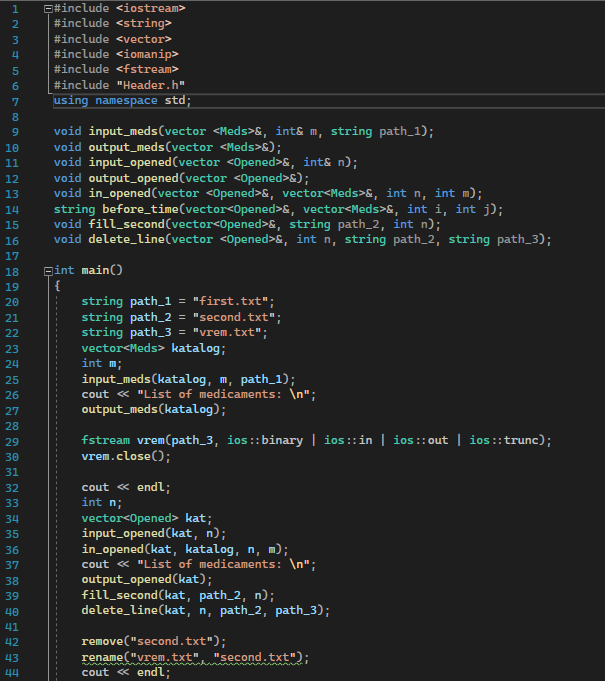 1 #include <iostream>
2 #include <string>
3 #include <vector>
4 #include <iomanip>
5 #include <fstream>
6 #include "Header.h"
7 using namespace std;
8
9 void input_meds(vector <Meds>&, int& m, string path_1);
10 void output_meds(vector <Meds>&);
11 void input_opened(vector <Opened>&, int& n);
12 void output_opened(vector <Opened>&);
13 void in_opened(vector <Opened>&, vector<Meds>&, int n, int m);
14 string before_time(vector<Opened>&, vector<Meds>&, int i, int j);
15 void fill_second(vector<Opened>&, string path_2, int n);
16 void delete_line(vector <Opened>&, int n, string path_2, string path_3);
17
18 int main()
19 {
20 string path_1 = "first.txt";
21 string path_2 = "second.txt";
22 string path_3 = "vrem.txt";
23 vector<Meds> katalog;
24 int m;
25 input_meds(katalog, m, path_1);
26 cout << "List of medicaments: \n";
27 output_meds(katalog);
28
29 fstream vrem(path_3, ios::binary | ios::in | ios::out | ios::trunc);
30 vrem.close();
31
32 cout << endl;
33 int n;
34 vector<Opened> kat;
35 input_opened(kat, n);
36 in_opened(kat, katalog, n, m);
37 cout << "List of medicaments: \n";
38 output_opened(kat);
39 fill_second(kat, path_2, n);
40 delete_line(kat, n, path_2, path_3);
41
42 remove("second.txt");
43 rename("vrem.txt", "second.txt");
44 cout << endl;